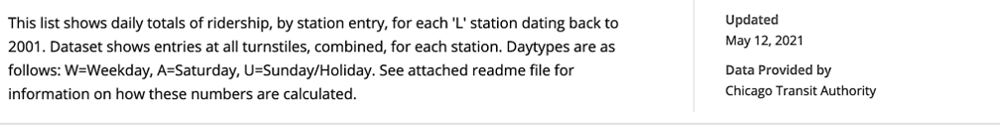 This list shows daily totals of ridership, by station entry, for each 'L' station dating back to
2001. Dataset shows entries at all turnstiles, combined, for each station. Daytypes are as
follows: W=Weekday, A=Saturday, U=Sunday/Holiday. See attached readme file for
information on how these numbers are calculated.
Updated
May 12, 2021
Data Provided by
Chicago Transit Authority